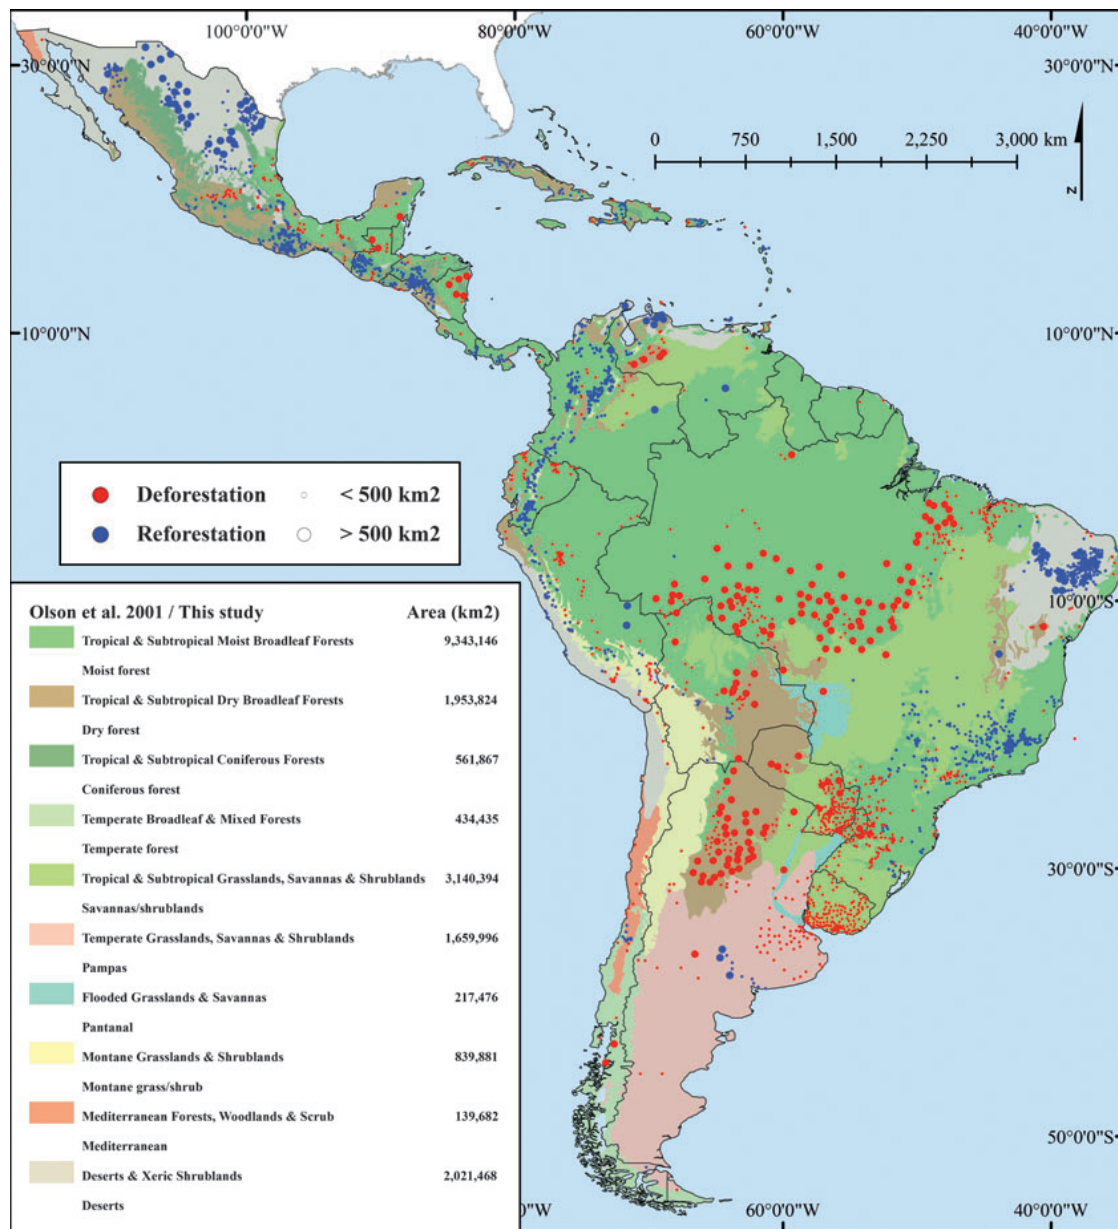 100°0'0"W 80°0'0"W 60°0'0"W 40°0'0"W
30°0'0"N 30°0'0"N
0 750 1,500 2,250 3,000 km
N
10°0'0"N 10°0'0"N
Deforestation < 500 km2
Reforestation > 500 km2
10°0'0"S 10°0'0"S
Olson et al. 2001 / This study Area (km2)
Tropical & Subtropical Moist Broadleaf Forests 9,343,146
Moist forest
Tropical & Subtropical Dry Broadleaf Forests 1,953,824
Dry forest
Tropical & Subtropical Coniferous Forests 561,867
Coniferous forest
Temperate Broadleaf & Mixed Forests 434,435
Temperate forest
30°0'0"S
Tropical & Subtropical Grasslands, Savannas & Shrublands 3,140,394
Savannas/shrublands
Temperate Grasslands, Savannas & Shrublands 1,659,996
Pampas
Flooded Grasslands & Savannas 217,476
Pantanal
Montane Grasslands & Shrublands 839,881
Montane grass/shrub
Mediterranean Forests, Woodlands & Scrub 139,682
Mediterranean
50°0'0"S
Deserts & Xeric Shrublands 2,021,468
Deserts
0'0"W 60°0'0"W 40°0'0"W